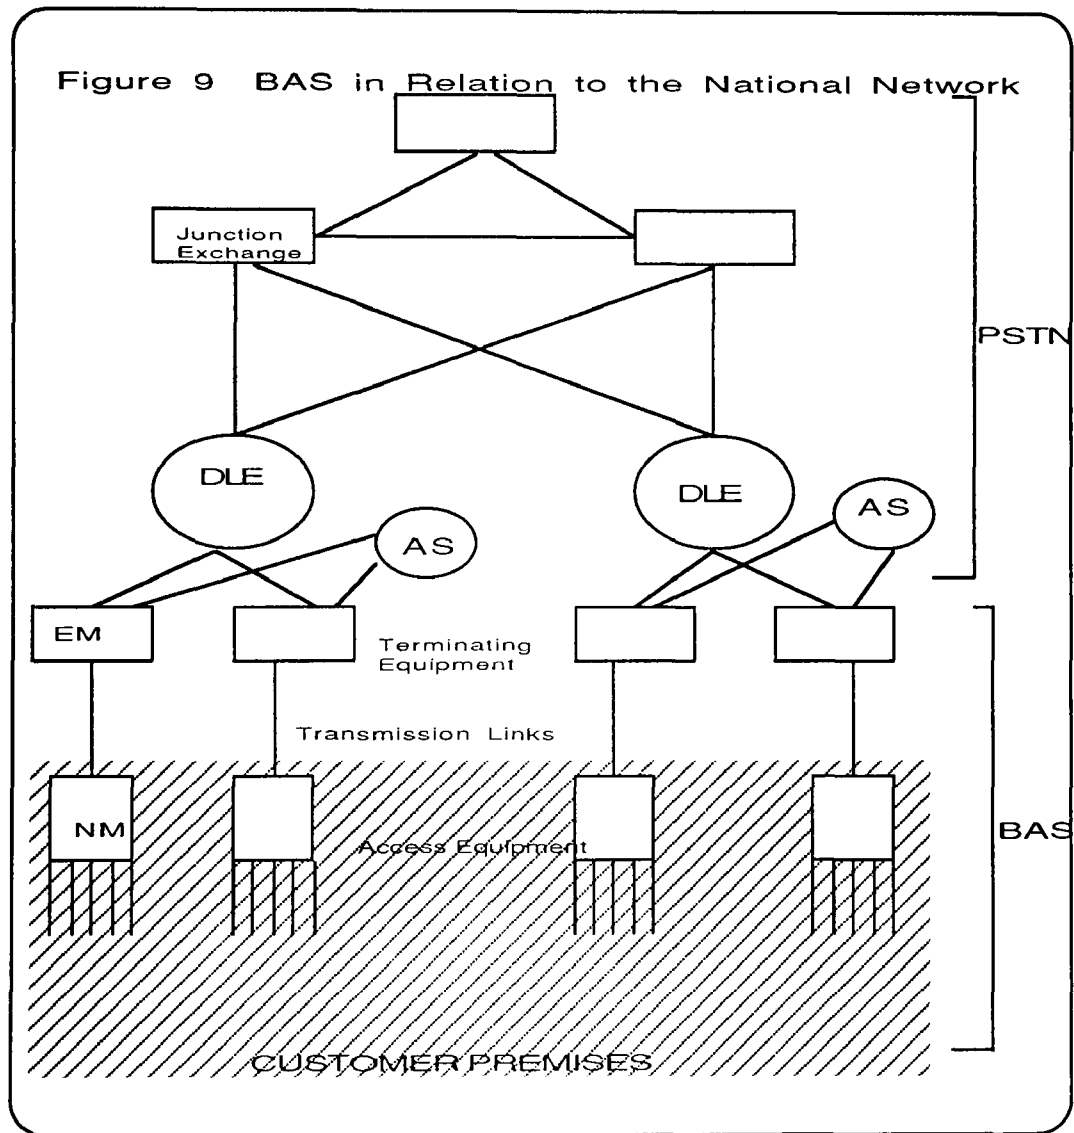 Figure 9 BAS in Relation to the National Network
Junction
Exchange
PSTN
DLE
DLE
AS
AS
EM
Terminating
Equipment
Transmission Links
NM
Access Equipment
BAS
CUSTOMER PREMISES